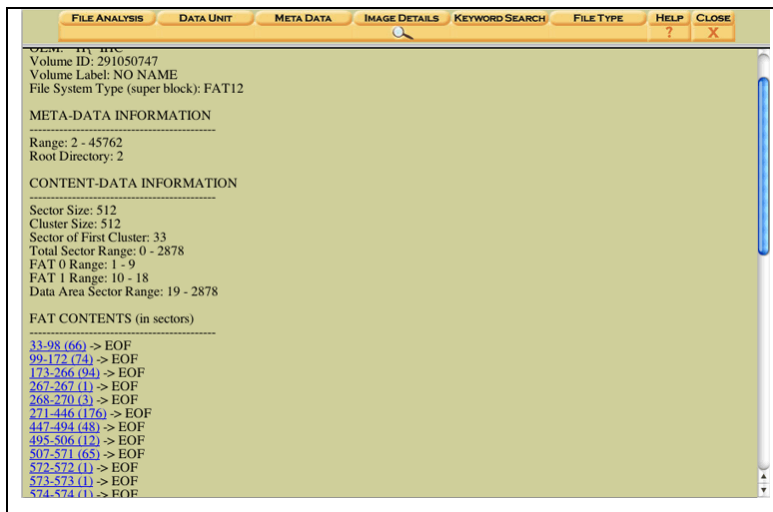 FILE ANALYSIS DATA UNIT META DATA IMAGE DETAILS KEYWORD SEARCH FILE TYPE HELP CLOSE
? X
OEM:
Volume ID: 291050747
Volume Label: NO NAME
File System Type (super block): FAT12
META-DATA INFORMATION
--------------------------------------------
Range: 2 - 45762
Root Directory: 2
CONTENT-DATA INFORMATION
--------------------------------------------
Sector Size: 512
Cluster Size: 512
Sector of First Cluster: 33
Total Sector Range: 0 - 2878
FAT 0 Range: 1 - 9
FAT 1 Range: 10 - 18
Data Area Sector Range: 19 - 2878
FAT CONTENTS (in sectors)
--------------------------------------------
33-98 (66) -> EOF
99-172 (74) -> EOF
173-266 (94) -> EOF
267-267 (1) -> EOF
268-270 (3) -> EOF
271-446 (176) -> EOF
447-494 (48) -> EOF
495-506 (12) -> EOF
507-571 (65) -> EOF
572-572 (1) -> EOF
573-573 (1) -> EOF
574-574 (1) -> EOF